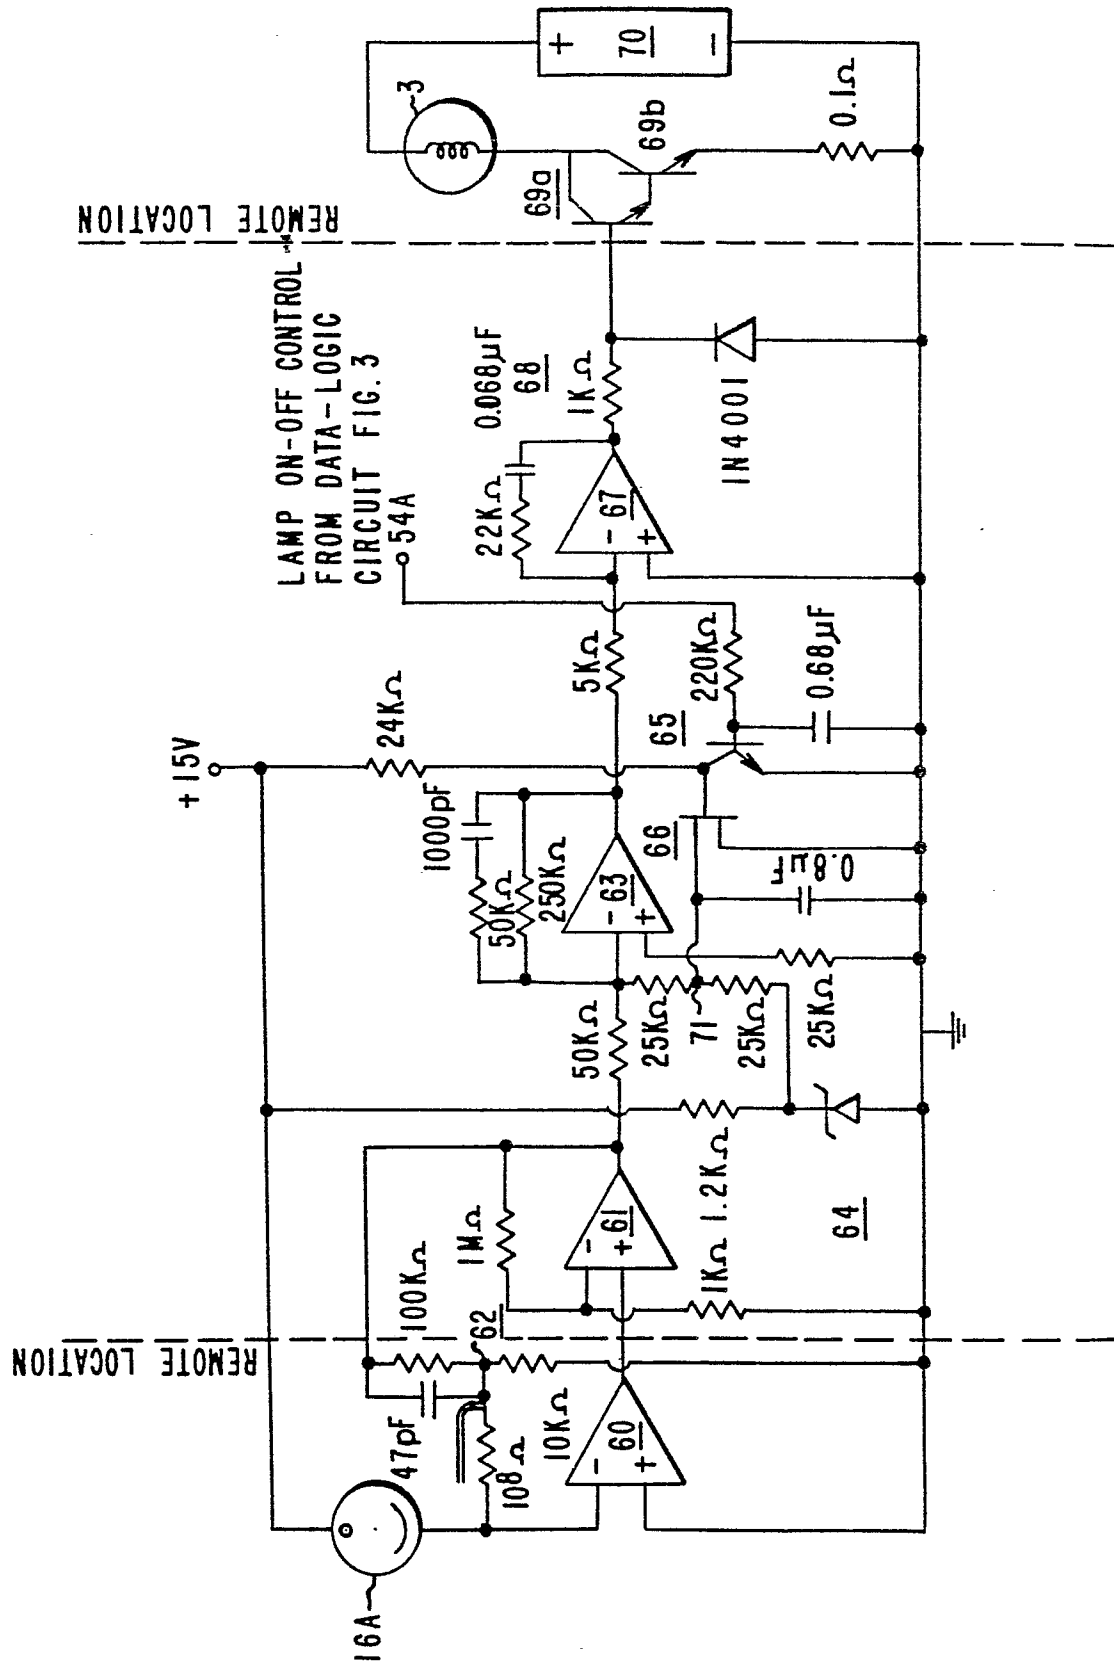 REMOTE LOCATION
16A
+15V
47pF
100KΩ
62
10⁸Ω
10KΩ
60
-
+
1MΩ
61
-
+
1KΩ
1.2KΩ
64
50KΩ
25KΩ
71
25KΩ
25KΩ
1000pF
50KΩ
250KΩ
63
-
+
24KΩ
66
0.8μF
65
220KΩ
0.68μF
5KΩ
LAMP ON-OFF CONTROL
FROM DATA-LOGIC
CIRCUIT FIG. 3
54A
22KΩ
0.068μF
68
67
-
+
1KΩ
1N4001
REMOTE LOCATION
3
69a
69b
70
+
-
0.1Ω